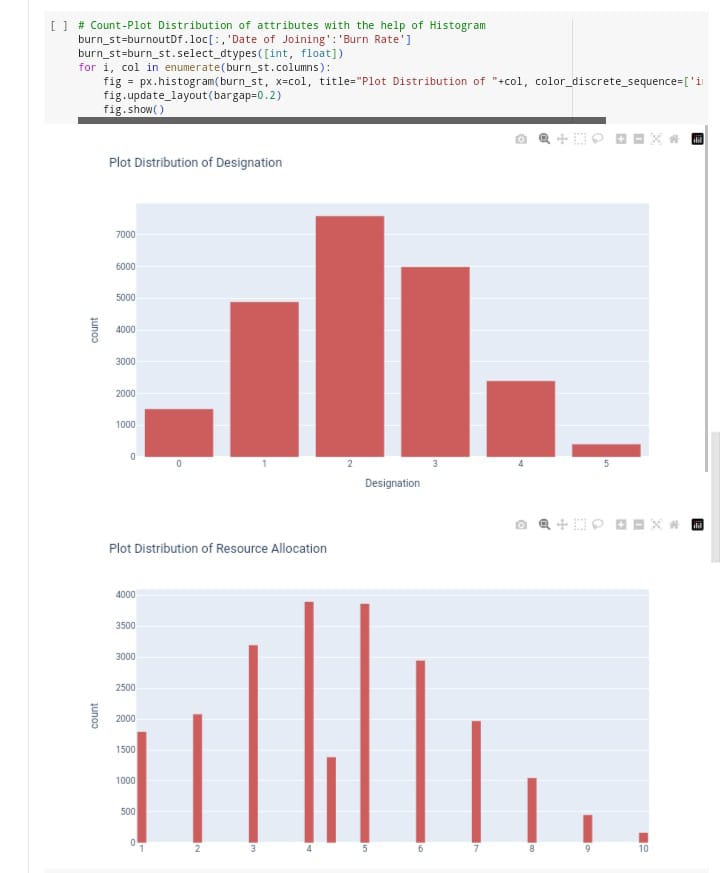 [ ] # Count-Plot Distribution of attributes with the help of Histogram
burn_st=burnoutDf.loc[:,'Date of Joining':'Burn Rate']
burn_st=burn_st.select_dtypes([int, float])
for i, col in enumerate(burn_st.columns):
fig = px.histogram(burn_st, x=col, title="Plot Distribution of "+col, color_discrete_sequence=['i
fig.update_layout(bargap=0.2)
fig.show()
Plot Distribution of Designation
7000
6000
5000
4000
3000
2000
1000
0
count
0 1 2 3 4 5
Designation
Plot Distribution of Resource Allocation
4000
3500
3000
2500
2000
1500
1000
500
0
count
1 2 3 4 5 6 7 8 9 10